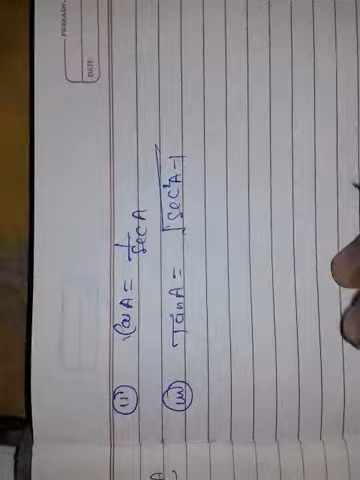 DATE
(ii) Cos A = 1/sec A
(iii) Tan A = √sec²A-1